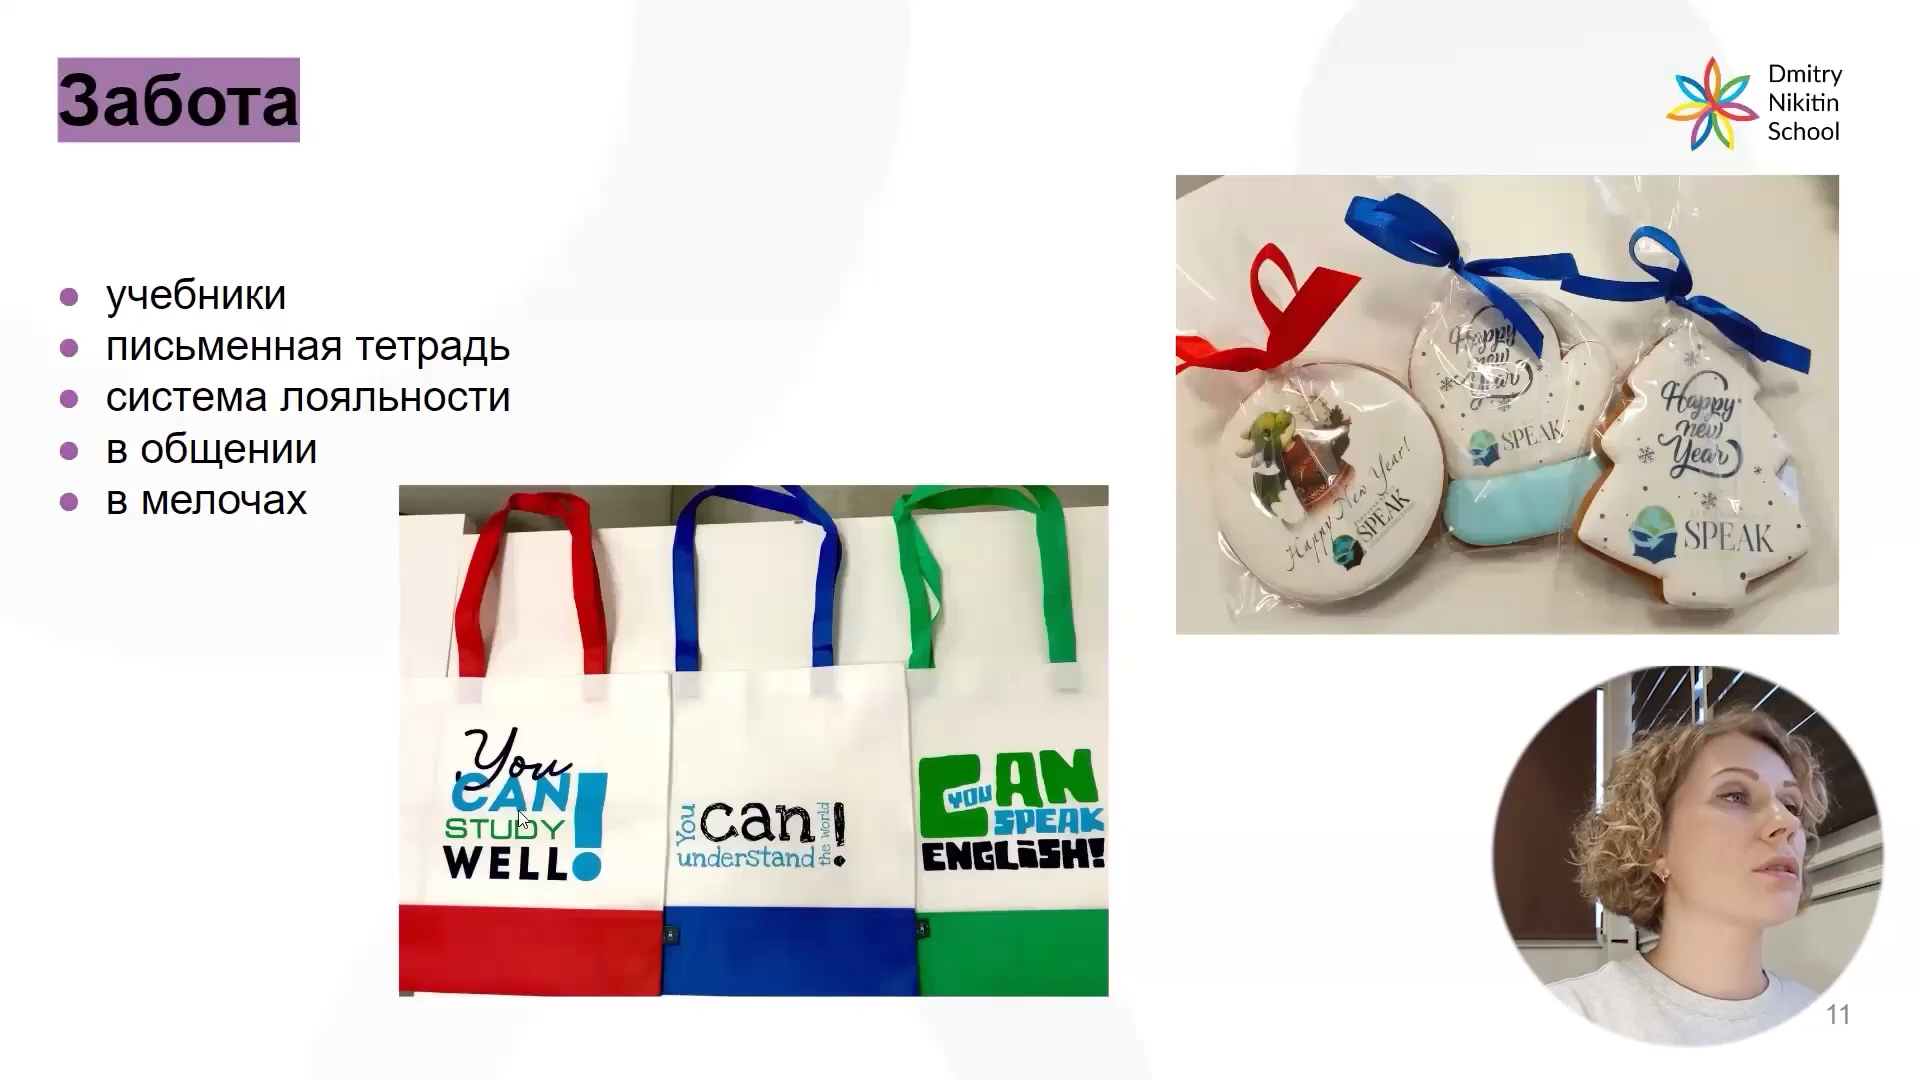 Забота
Dmitry
Nikitin
School
учебники
письменная тетрадь
система лояльности
в общении
в мелочах
Happy New Year!
SPEAK
Happy
new
Year
SPEAK
Happy
new
Year
SPEAK
You
CAN
STUDY
WELL!
You can!
understand the world
YOU CAN
SPEAK
ENGLISH!
11